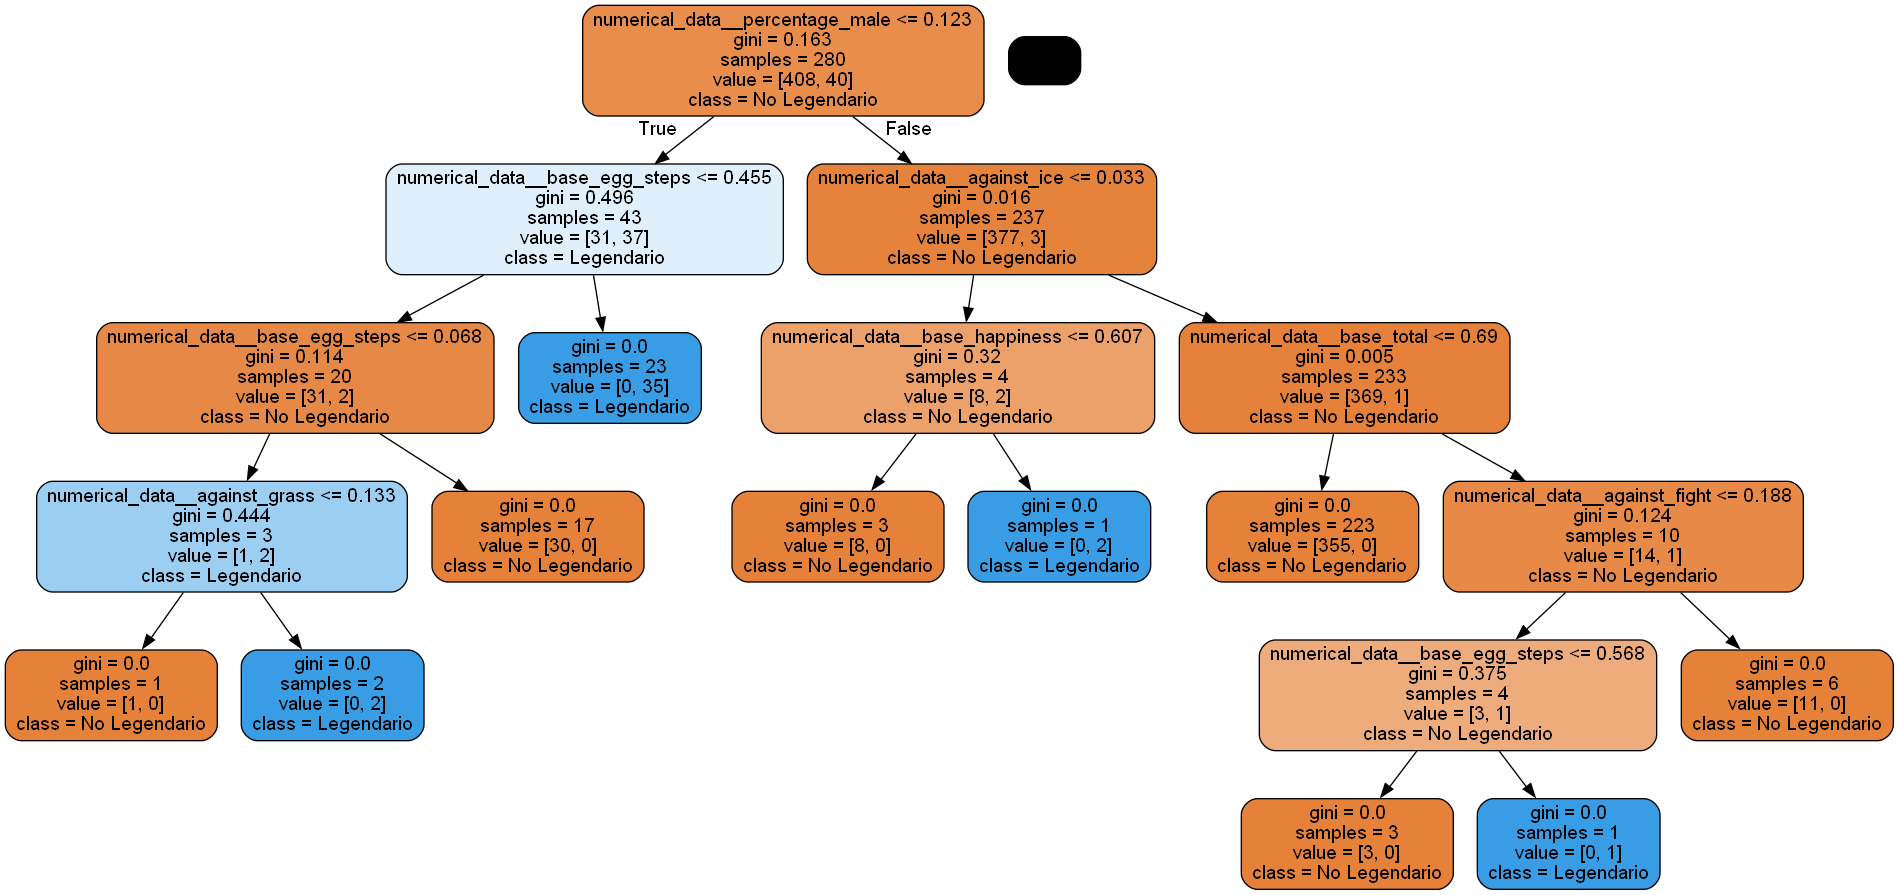 numerical_data__percentage_male <= 0.123
gini = 0.163
samples = 280
value = [408, 40]
class = No Legendario
True
False
numerical_data__base_egg_steps <= 0.455
gini = 0.496
samples = 43
value = [31, 37]
class = Legendario
numerical_data__against_ice <= 0.033
gini = 0.016
samples = 237
value = [377, 3]
class = No Legendario
numerical_data__base_egg_steps <= 0.068
gini = 0.114
samples = 20
value = [31, 2]
class = No Legendario
gini = 0.0
samples = 23
value = [0, 35]
class = Legendario
numerical_data__base_happiness <= 0.607
gini = 0.32
samples = 4
value = [8, 2]
class = No Legendario
numerical_data__base_total <= 0.69
gini = 0.005
samples = 233
value = [369, 1]
class = No Legendario
numerical_data__against_grass <= 0.133
gini = 0.444
samples = 3
value = [1, 2]
class = Legendario
gini = 0.0
samples = 17
value = [30, 0]
class = No Legendario
gini = 0.0
samples = 3
value = [8, 0]
class = No Legendario
gini = 0.0
samples = 1
value = [0, 2]
class = Legendario
gini = 0.0
samples = 223
value = [355, 0]
class = No Legendario
numerical_data__against_fight <= 0.188
gini = 0.124
samples = 10
value = [14, 1]
class = No Legendario
gini = 0.0
samples = 1
value = [1, 0]
class = No Legendario
gini = 0.0
samples = 2
value = [0, 2]
class = Legendario
numerical_data__base_egg_steps <= 0.568
gini = 0.375
samples = 4
value = [3, 1]
class = No Legendario
gini = 0.0
samples = 6
value = [11, 0]
class = No Legendario
gini = 0.0
samples = 3
value = [3, 0]
class = No Legendario
gini = 0.0
samples = 1
value = [0, 1]
class = Legendario